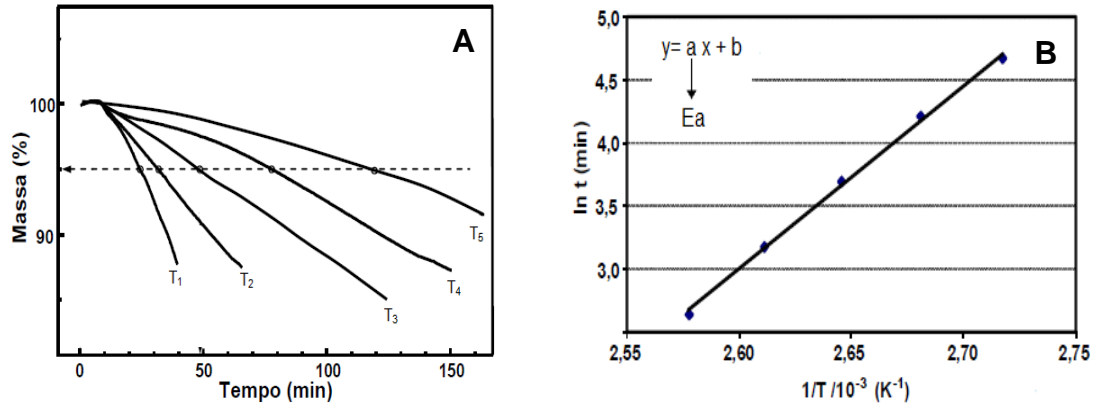 A
Massa (%)
100
90
T1
T2
T3
T4
T5
0
50
100
150
Tempo (min)
B
y= a x + b
Ea
ln t (min)
5,0
4,5
4,0
3,5
3,0
2,55
2,60
2,65
2,70
2,75
1/T /10⁻³ (K⁻¹)